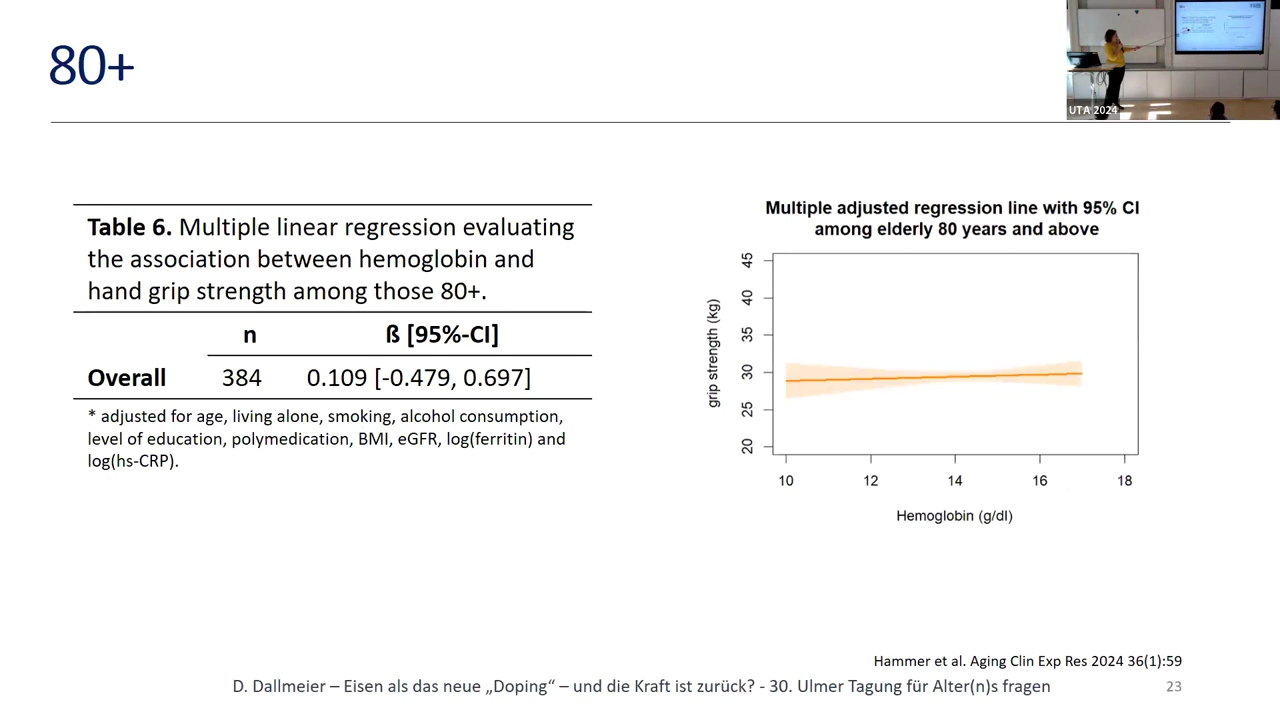 80+
UTA 2024
Table 6. Multiple linear regression evaluating
the association between hemoglobin and
hand grip strength among those 80+.
n ß [95%-CI]
Overall 384 0.109 [-0.479, 0.697]
* adjusted for age, living alone, smoking, alcohol consumption,
level of education, polymedication, BMI, eGFR, log(ferritin) and
log(hs-CRP).
Multiple adjusted regression line with 95% CI
among elderly 80 years and above
grip strength (kg)
45
40
35
30
25
20
10 12 14 16 18
Hemoglobin (g/dl)
Hammer et al. Aging Clin Exp Res 2024 36(1):59
D. Dallmeier – Eisen als das neue „Doping“ – und die Kraft ist zurück? - 30. Ulmer Tagung für Alter(n)s fragen
23